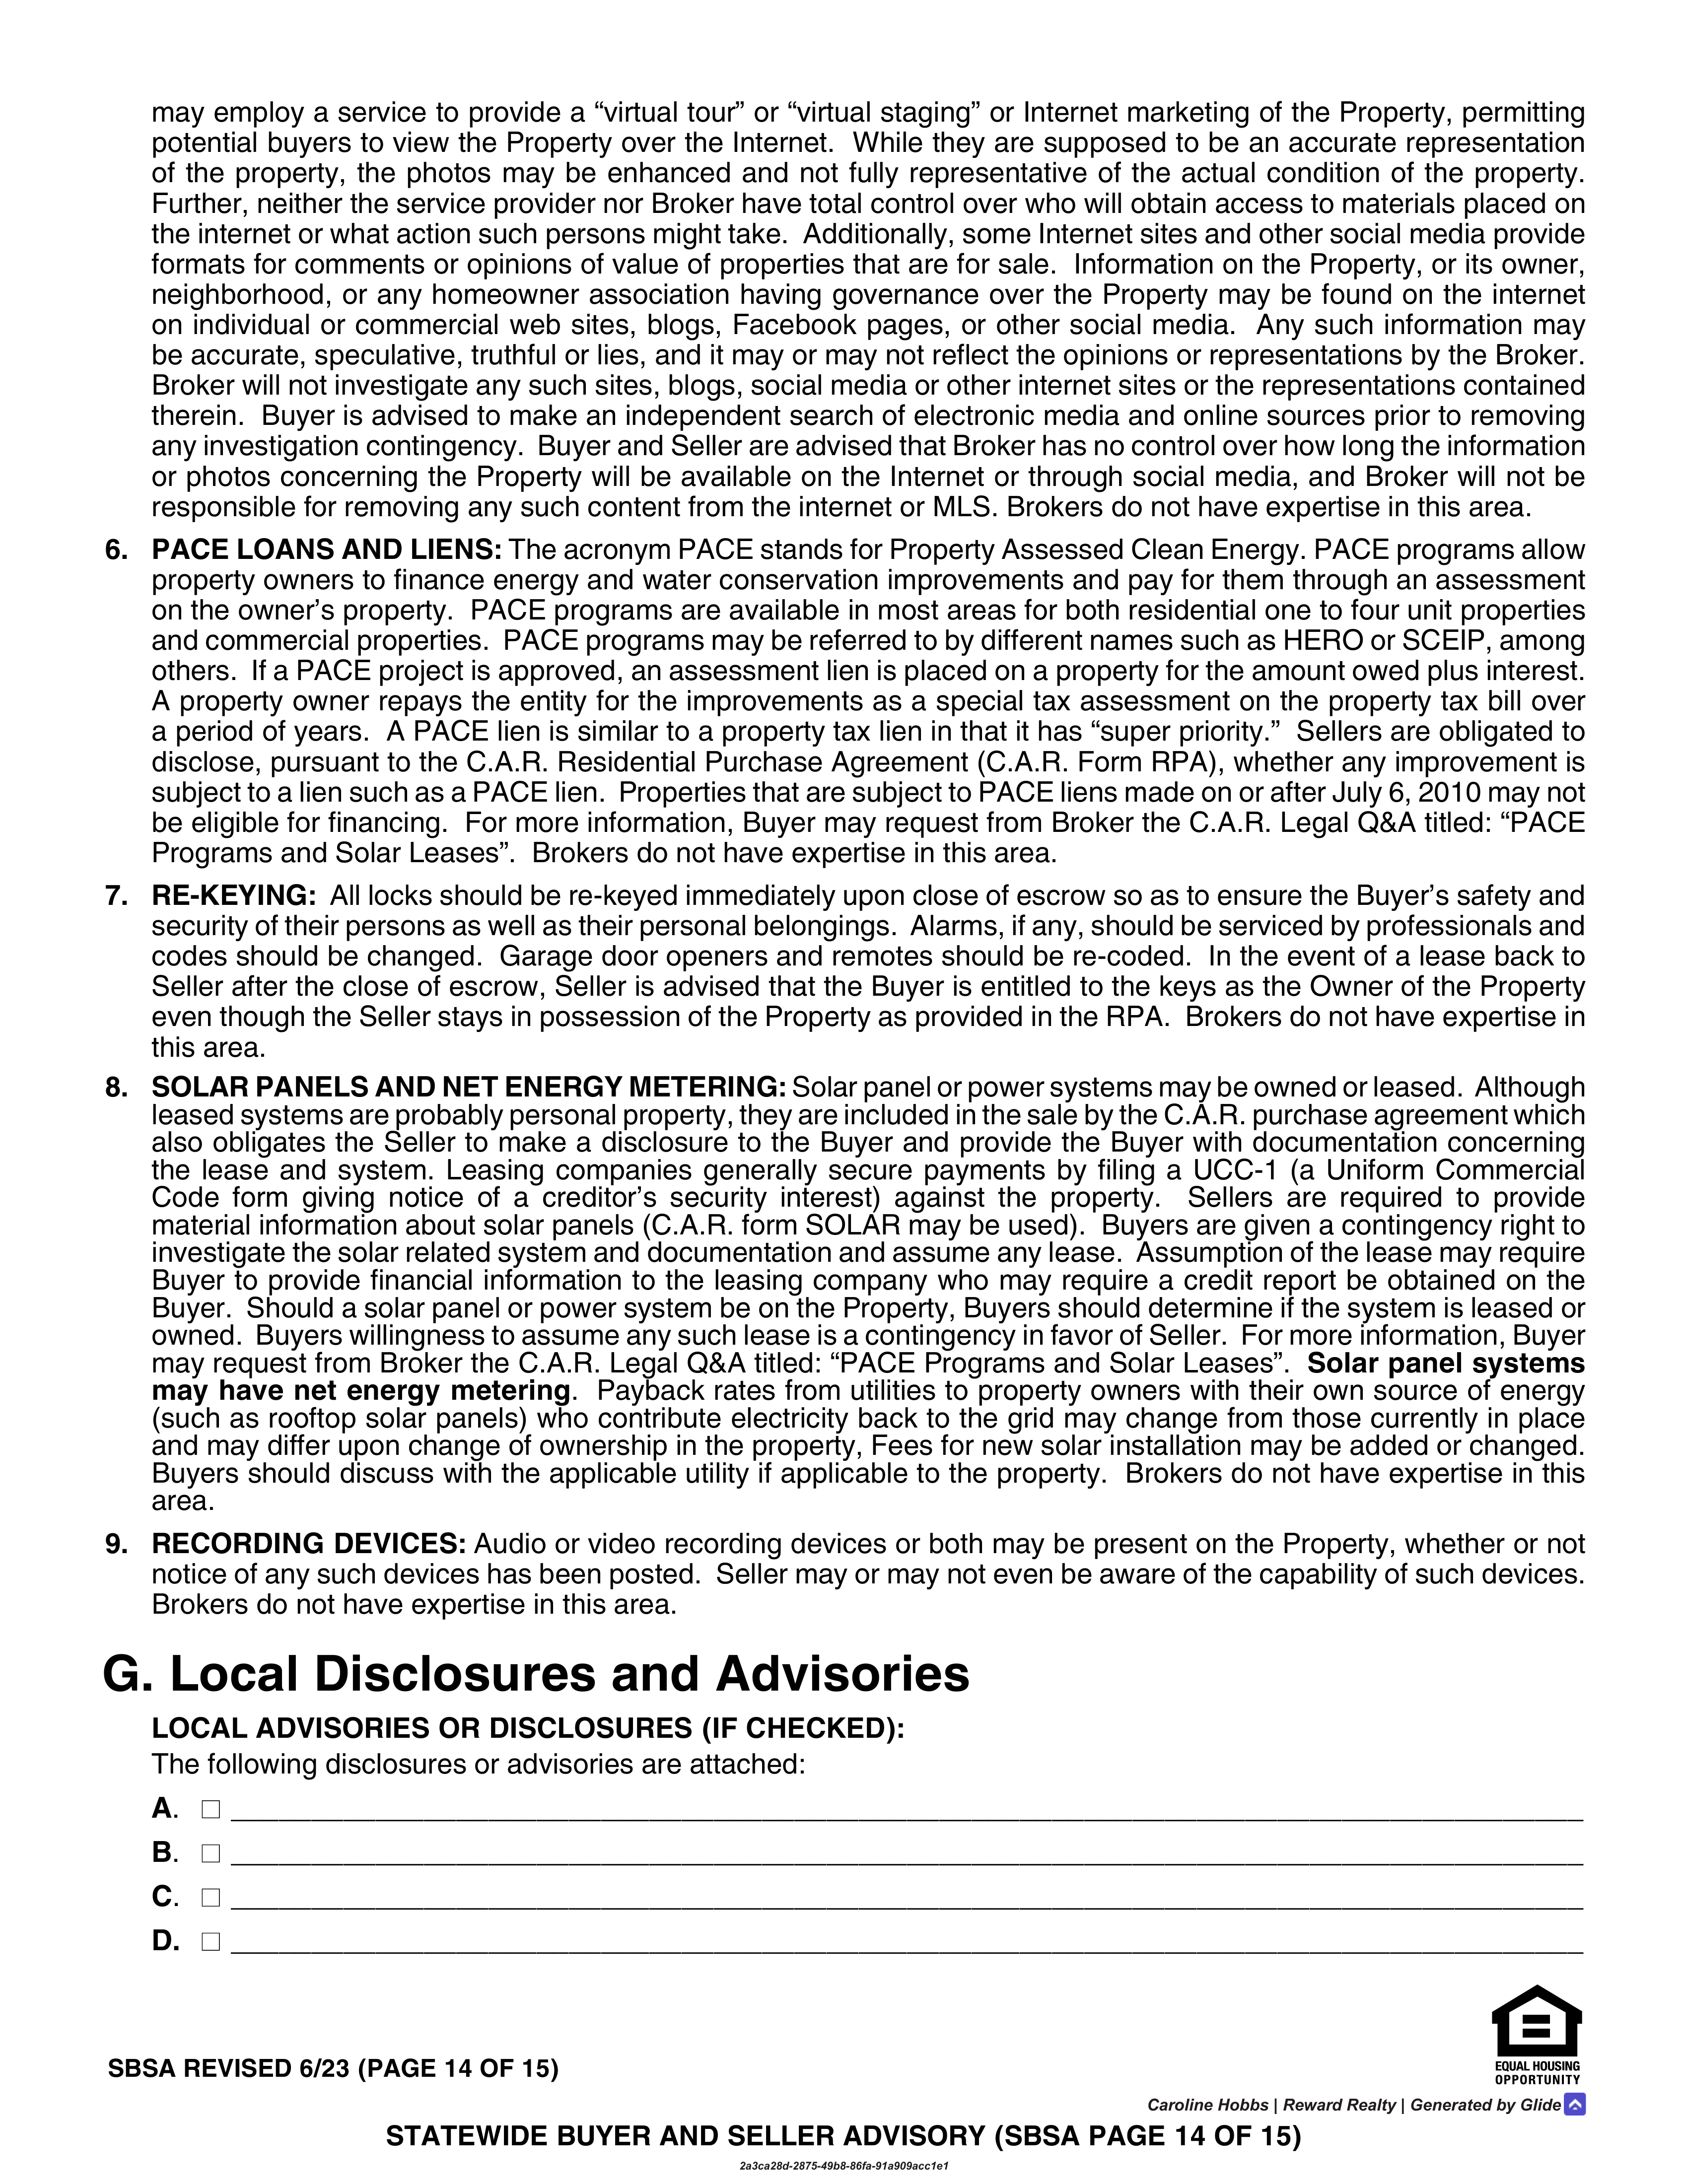 may employ a service to provide a “virtual tour” or “virtual staging” or Internet marketing of the Property, permitting
potential buyers to view the Property over the Internet.  While they are supposed to be an accurate representation
of the property, the photos may be enhanced and not fully representative of the actual condition of the property.
Further, neither the service provider nor Broker have total control over who will obtain access to materials placed on
the internet or what action such persons might take.  Additionally, some Internet sites and other social media provide
formats for comments or opinions of value of properties that are for sale.  Information on the Property, or its owner,
neighborhood, or any homeowner association having governance over the Property may be found on the internet
on individual or commercial web sites, blogs, Facebook pages, or other social media.  Any such information may
be accurate, speculative, truthful or lies, and it may or may not reflect the opinions or representations by the Broker.
Broker will not investigate any such sites, blogs, social media or other internet sites or the representations contained
therein.  Buyer is advised to make an independent search of electronic media and online sources prior to removing
any investigation contingency.  Buyer and Seller are advised that Broker has no control over how long the information
or photos concerning the Property will be available on the Internet or through social media, and Broker will not be
responsible for removing any such content from the internet or MLS. Brokers do not have expertise in this area.
6. PACE LOANS AND LIENS: The acronym PACE stands for Property Assessed Clean Energy. PACE programs allow
property owners to finance energy and water conservation improvements and pay for them through an assessment
on the owner’s property.  PACE programs are available in most areas for both residential one to four unit properties
and commercial properties.  PACE programs may be referred to by different names such as HERO or SCEIP, among
others.  If a PACE project is approved, an assessment lien is placed on a property for the amount owed plus interest.
A property owner repays the entity for the improvements as a special tax assessment on the property tax bill over
a period of years.  A PACE lien is similar to a property tax lien in that it has “super priority.”  Sellers are obligated to
disclose, pursuant to the C.A.R. Residential Purchase Agreement (C.A.R. Form RPA), whether any improvement is
subject to a lien such as a PACE lien.  Properties that are subject to PACE liens made on or after July 6, 2010 may not
be eligible for financing.  For more information, Buyer may request from Broker the C.A.R. Legal Q&A titled: “PACE
Programs and Solar Leases”.  Brokers do not have expertise in this area.
7. RE-KEYING:  All locks should be re-keyed immediately upon close of escrow so as to ensure the Buyer’s safety and
security of their persons as well as their personal belongings.  Alarms, if any, should be serviced by professionals and
codes should be changed.  Garage door openers and remotes should be re-coded.  In the event of a lease back to
Seller after the close of escrow, Seller is advised that the Buyer is entitled to the keys as the Owner of the Property
even though the Seller stays in possession of the Property as provided in the RPA.  Brokers do not have expertise in
this area.
8. SOLAR PANELS AND NET ENERGY METERING: Solar panel or power systems may be owned or leased.  Although
leased systems are probably personal property, they are included in the sale by the C.A.R. purchase agreement which
also obligates the Seller to make a disclosure to the Buyer and provide the Buyer with documentation concerning
the lease and system. Leasing companies generally secure payments by filing a UCC-1 (a Uniform Commercial
Code form giving notice of a creditor’s security interest) against the property.  Sellers are required to provide
material information about solar panels (C.A.R. form SOLAR may be used).  Buyers are given a contingency right to
investigate the solar related system and documentation and assume any lease.  Assumption of the lease may require
Buyer to provide financial information to the leasing company who may require a credit report be obtained on the
Buyer.  Should a solar panel or power system be on the Property, Buyers should determine if the system is leased or
owned.  Buyers willingness to assume any such lease is a contingency in favor of Seller.  For more information, Buyer
may request from Broker the C.A.R. Legal Q&A titled: “PACE Programs and Solar Leases”.  Solar panel systems
may have net energy metering.  Payback rates from utilities to property owners with their own source of energy
(such as rooftop solar panels) who contribute electricity back to the grid may change from those currently in place
and may differ upon change of ownership in the property, Fees for new solar installation may be added or changed.
Buyers should discuss with the applicable utility if applicable to the property.  Brokers do not have expertise in this
area.
9. RECORDING DEVICES: Audio or video recording devices or both may be present on the Property, whether or not
notice of any such devices has been posted.  Seller may or may not even be aware of the capability of such devices.
Brokers do not have expertise in this area.
G. Local Disclosures and Advisories
LOCAL ADVISORIES OR DISCLOSURES (IF CHECKED):
The following disclosures or advisories are attached:
A. ☐
B. ☐
C. ☐
D. ☐
EQUAL HOUSING
OPPORTUNITY
SBSA REVISED 6/23 (PAGE 14 OF 15)
Caroline Hobbs | Reward Realty | Generated by Glide
STATEWIDE BUYER AND SELLER ADVISORY (SBSA PAGE 14 OF 15)
2a3ca28d-2875-49b8-86fa-91a909acc1e1